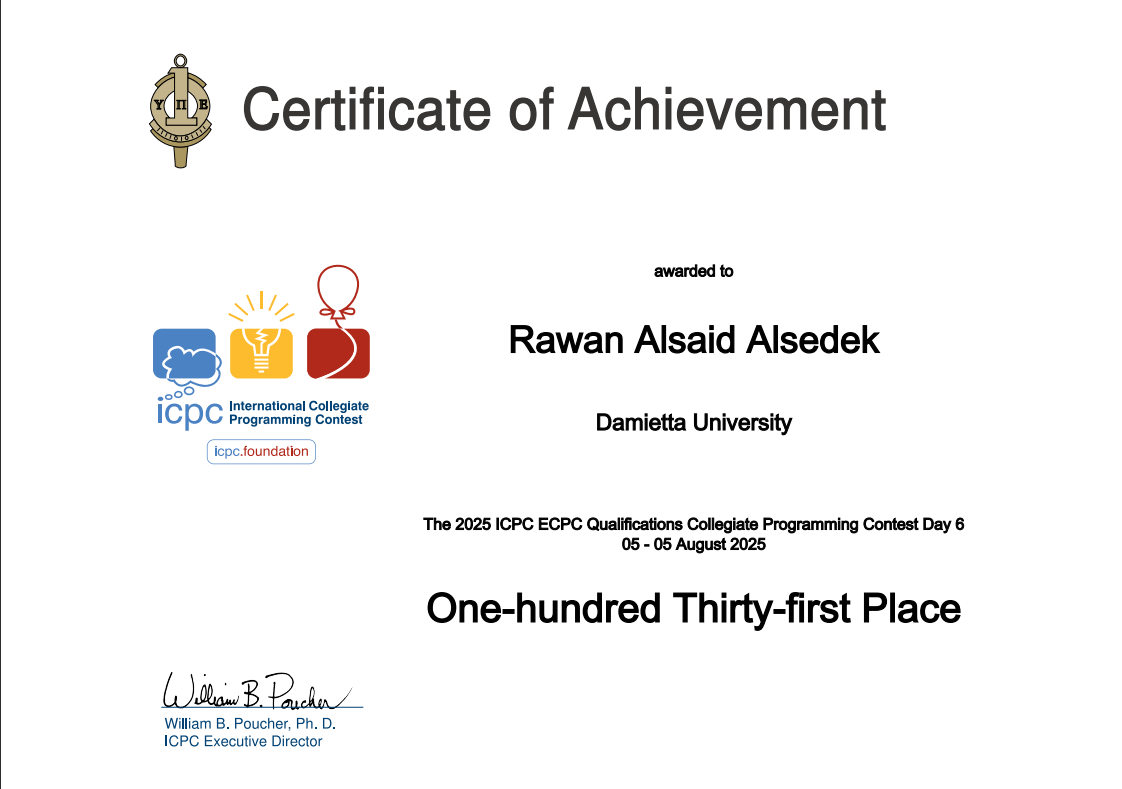 Υ Π Ε
Certificate of Achievement
awarded to
Rawan Alsaid Alsedek
Damietta University
icpc International Collegiate
Programming Contest
icpc.foundation
The 2025 ICPC ECPC Qualifications Collegiate Programming Contest Day 6
05 - 05 August 2025
One-hundred Thirty-first Place
William B. Poucher
William B. Poucher, Ph. D.
ICPC Executive Director